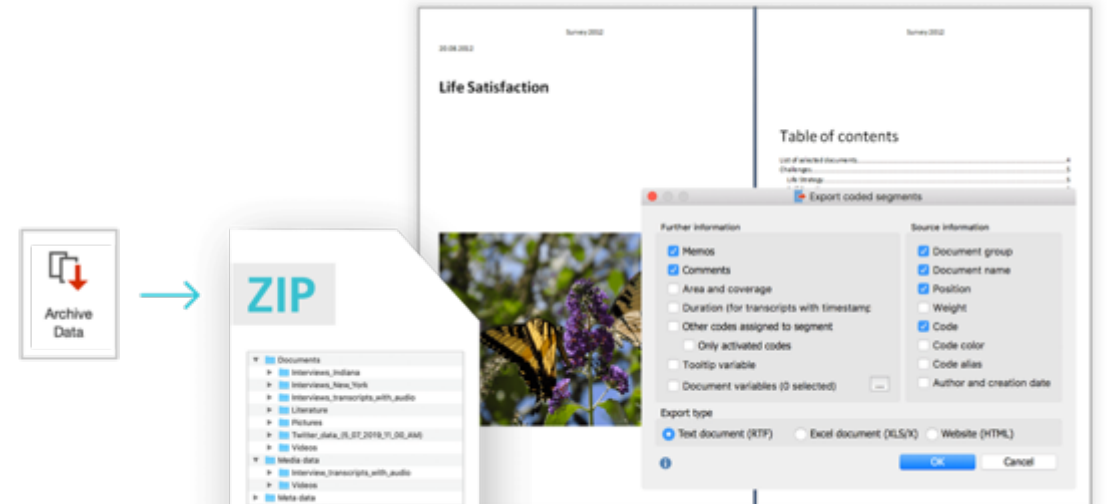 Archive
Data
ZIP
Documents
Interviews_Indiana
Interviews_New_York
Interviews_transcripts_with_audio
Literature
Pictures
Twitter_data_(5_07_2019_11_00_AM)
Videos
Media data
Interview_transcripts_with_audio
Videos
Meta data
Survey 2012
20.08.2012
Life Satisfaction
Survey 2012
Table of contents
List of selected documents 4
Challenges 5
Life Strategy 5
Export coded segments
Further information
Memos
Comments
Area and coverage
Duration (for transcripts with timestamp
Other codes assigned to segment
Only activated codes
Tooltip variable
Document variables (0 selected) ...
Source information
Document group
Document name
Position
Weight
Code
Code color
Code alias
Author and creation date
Export type
Text document (RTF) Excel document (XLS/X) Website (HTML)
OK Cancel